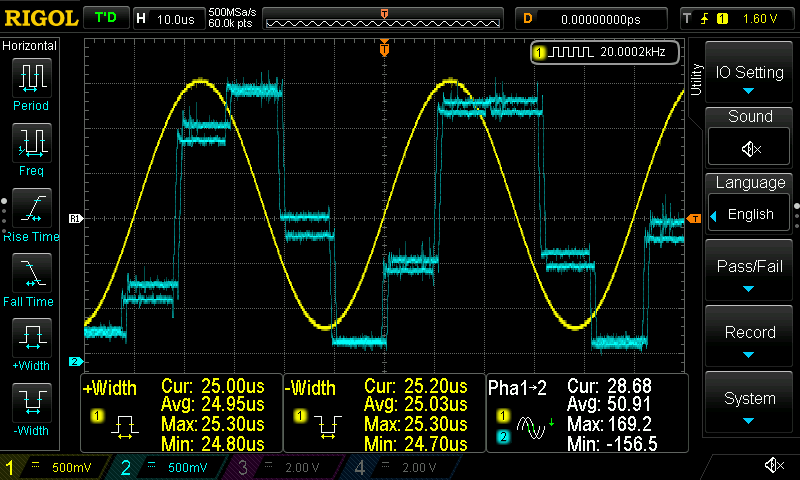 RIGOL T'D H 10.0us 500MSa/s 60.0k pts T D 0.00000000ps T 1 1.60 V
Horizontal
Period
Freq
Rise Time
Fall Time
+Width
-Width
T
1 20.0002kHz
R1
T
2
Utility
IO Setting
Sound
Language
English
Pass/Fail
Record
System
+Width
1
Cur: 25.00us
Avg: 24.95us
Max: 25.30us
Min: 24.80us
-Width
1
Cur: 25.20us
Avg: 25.03us
Max: 25.30us
Min: 24.70us
Pha1→2
1
2
Cur: 28.68
Avg: 50.91
Max: 169.2
Min: -156.5
1 500mV 2 500mV 3 2.00 V 4 2.00 V